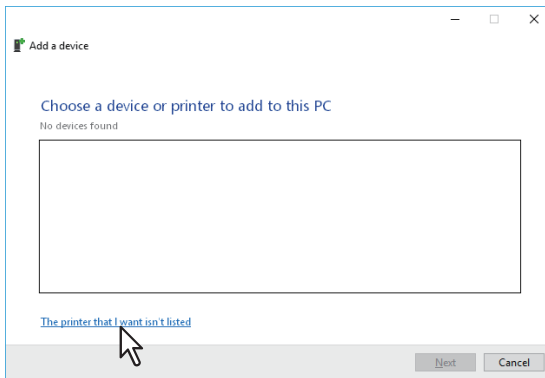 Add a device
Choose a device or printer to add to this PC
No devices found
The printer that I want isn't listed
Next
Cancel